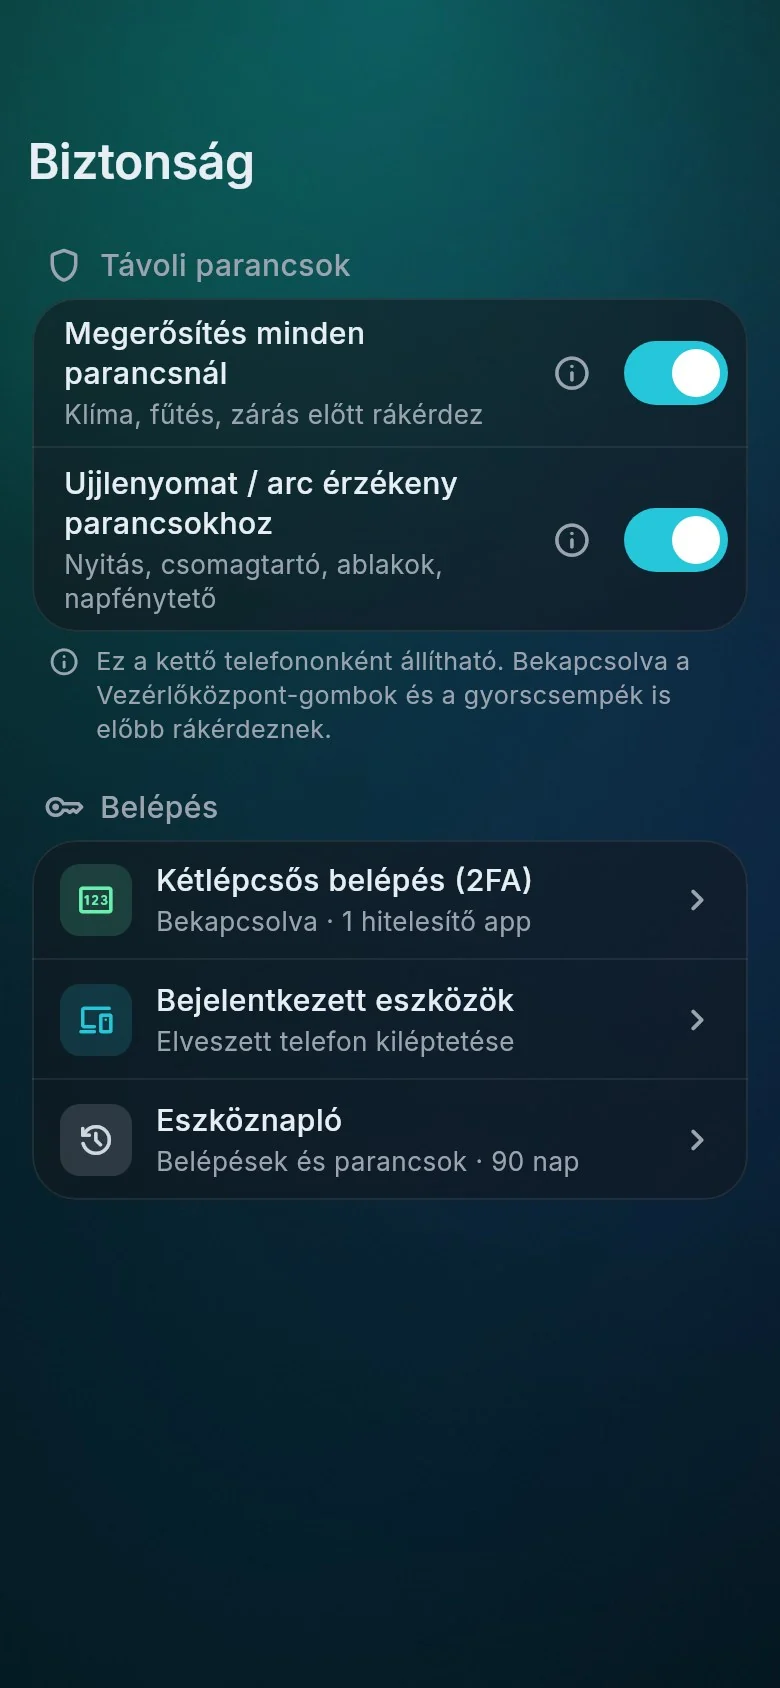 Biztonság
Távoli parancsok
Megerősítés minden
parancsnál
Klíma, fűtés, zárás előtt rákérdez
Ujjlenyomat / arc érzékeny
parancsokhoz
Nyitás, csomagtartó, ablakok,
napfénytető
Ez a kettő telefononként állítható. Bekapcsolva a
Vezérlőközpont-gombok és a gyorscsempék is
előbb rákérdeznek.
Belépés
123
Kétlépcsős belépés (2FA)
Bekapcsolva · 1 hitelesítő app
Bejelentkezett eszközök
Elveszett telefon kiléptetése
Eszköznapló
Belépések és parancsok · 90 nap